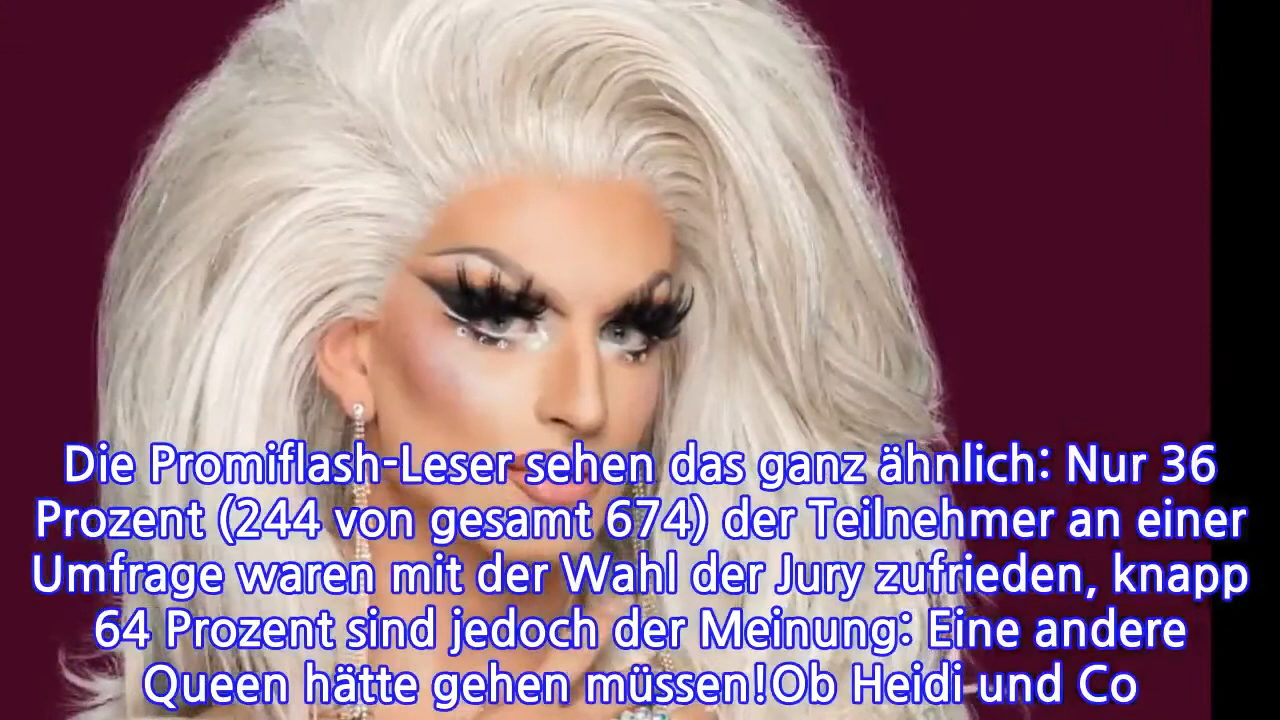 Die Promiflash-Leser sehen das ganz ähnlich: Nur 36
Prozent (244 von gesamt 674) der Teilnehmer an einer
Umfrage waren mit der Wahl der Jury zufrieden, knapp
64 Prozent sind jedoch der Meinung: Eine andere
Queen hätte gehen müssen!Ob Heidi und Co